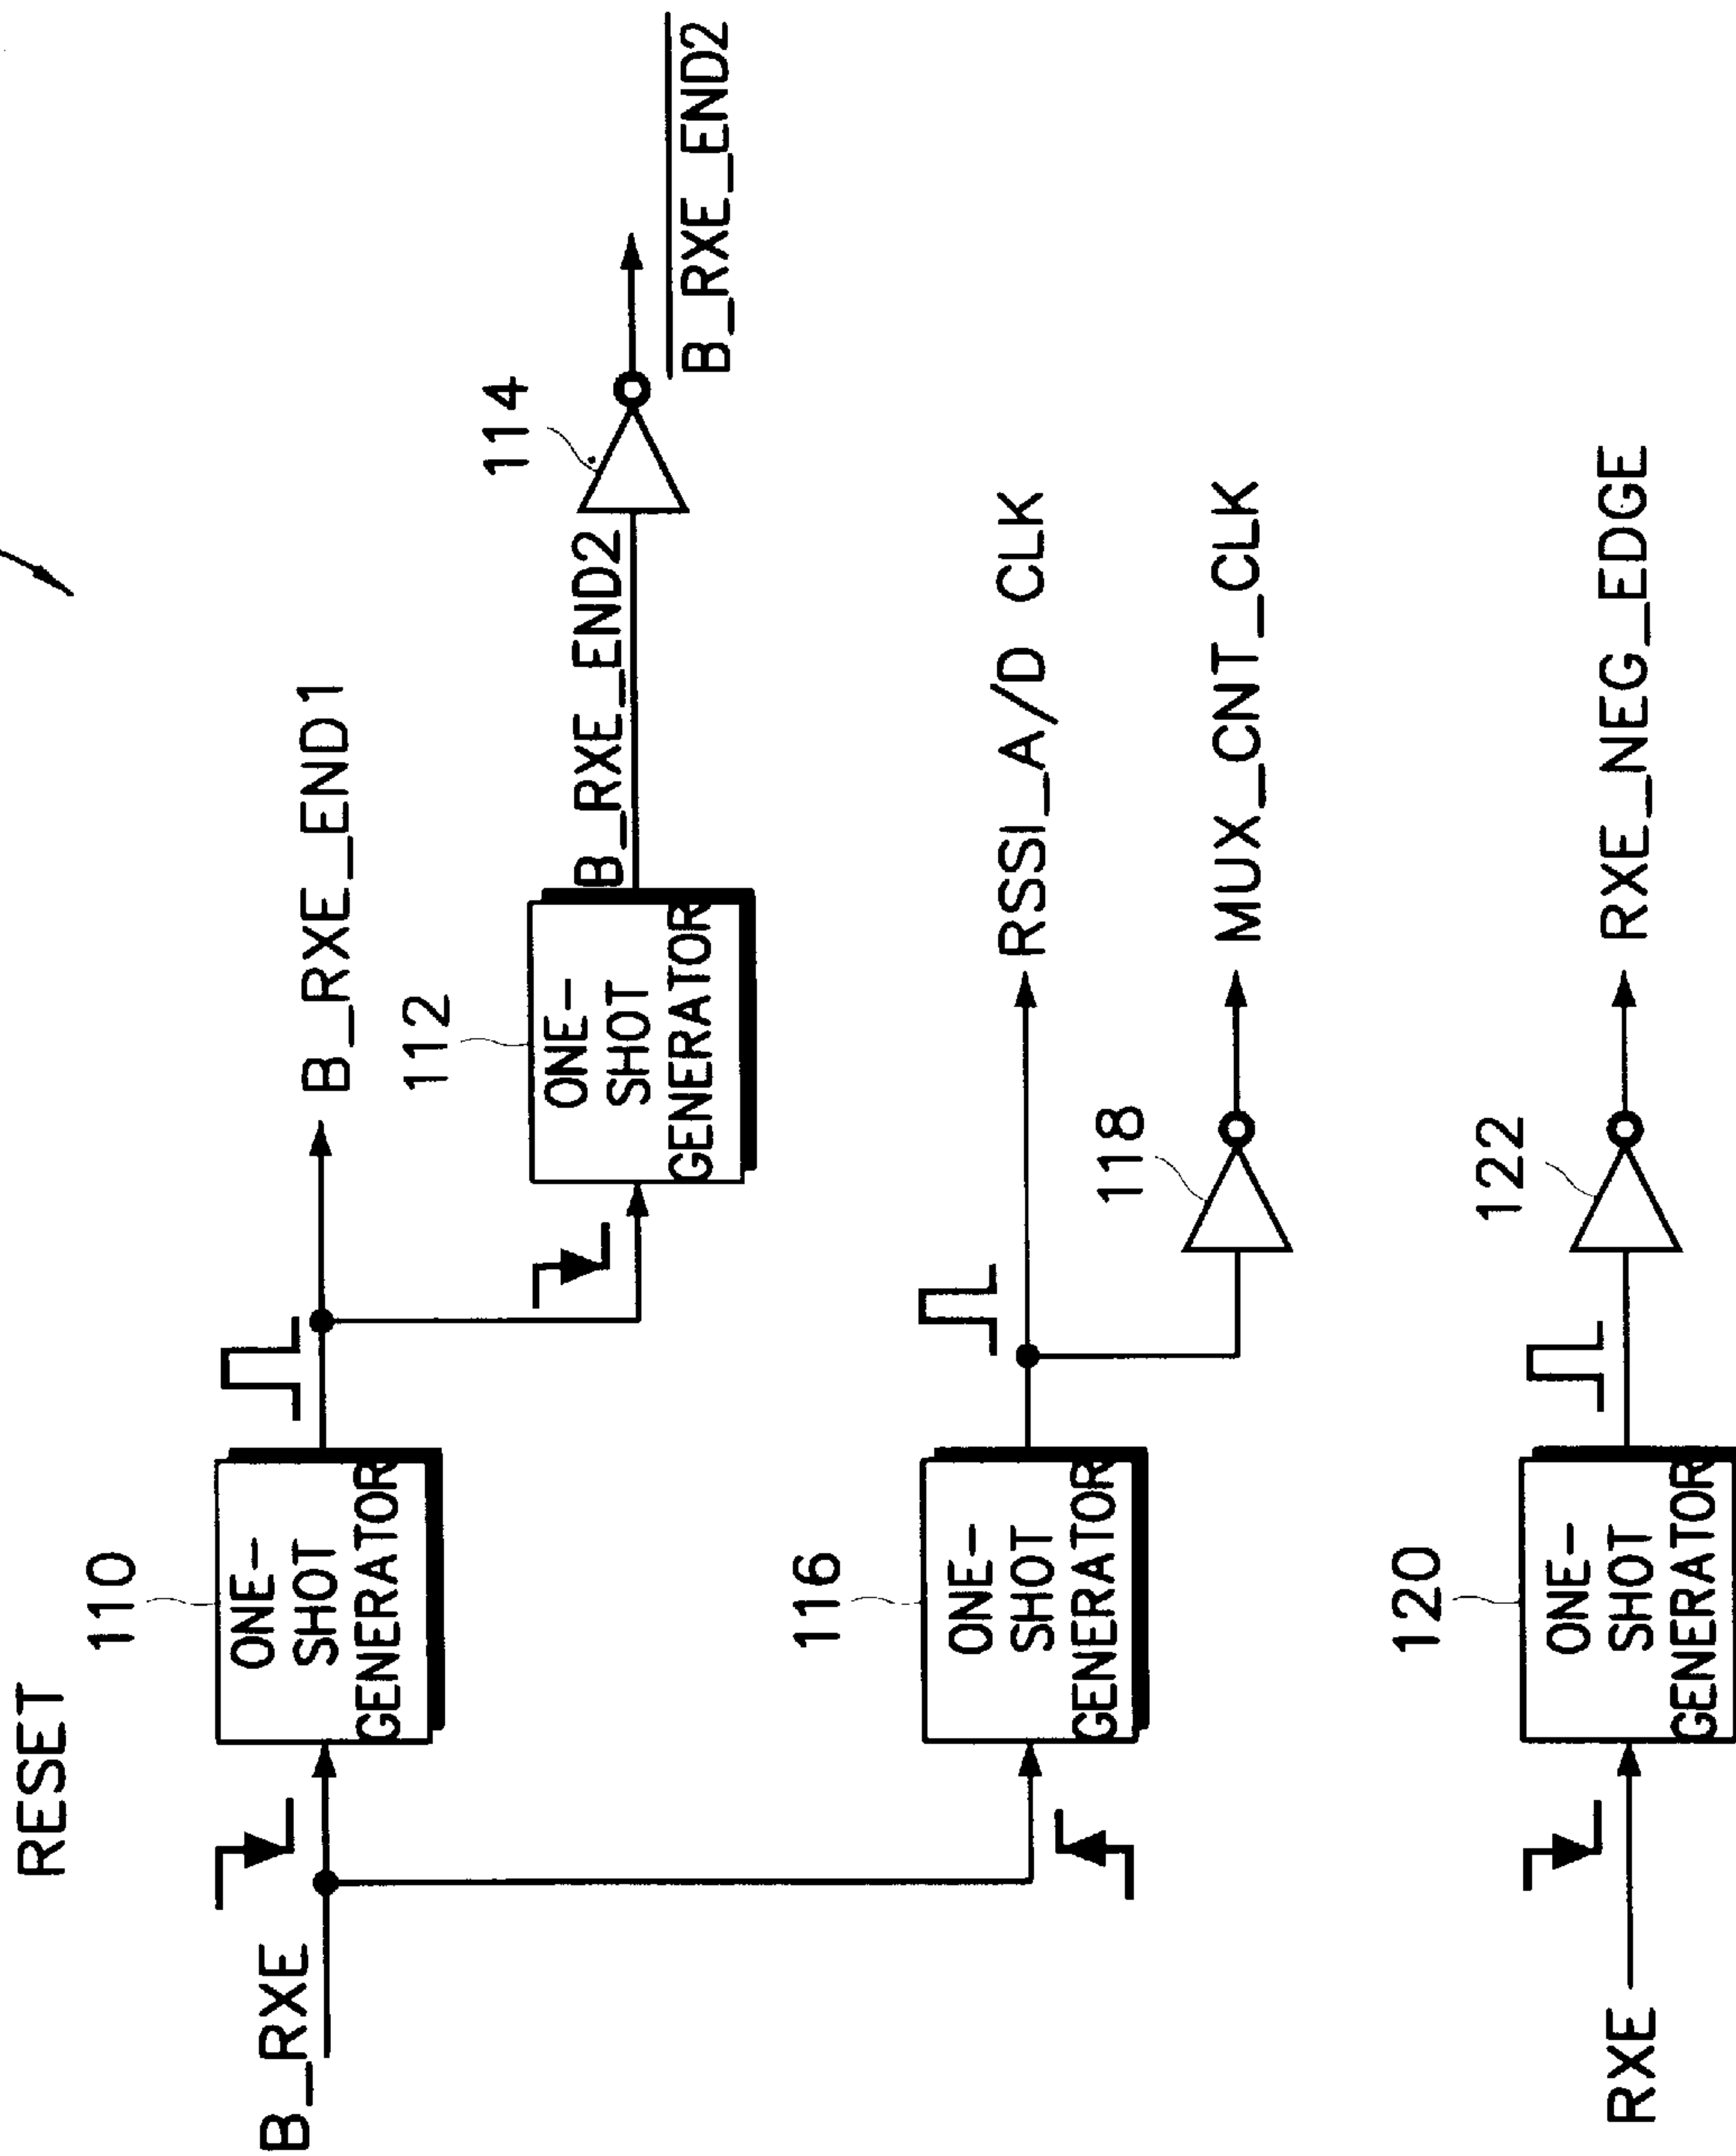 RESET
110
B_RXE
ONE-
SHOT
GENERATOR
B_RXE_END1
112
ONE-
SHOT
GENERATOR
B_RXE_END2
114
B_RXE_END2
116
ONE-
SHOT
GENERATOR
RSSI_A/D CLK
118
MUX_CNT_CLK
120
RXE
ONE-
SHOT
GENERATOR
122
RXE_NEG_EDGE